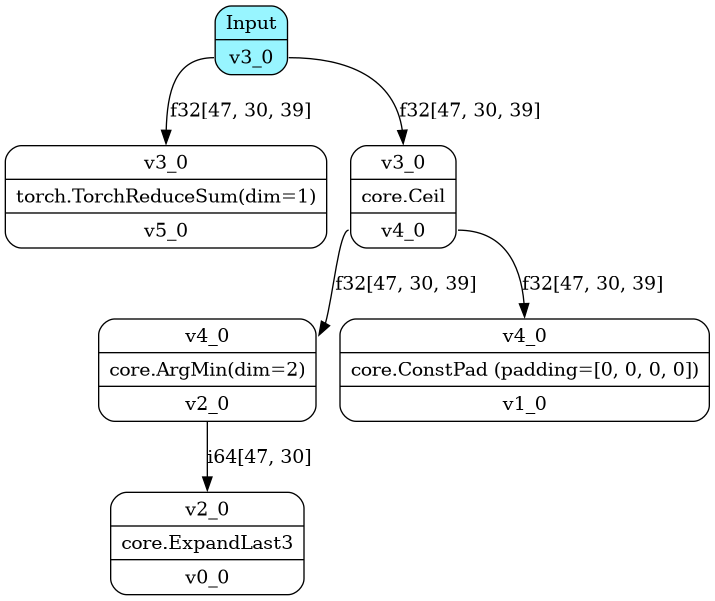 Input
v3_0
f32[47, 30, 39]
f32[47, 30, 39]
v3_0
torch.TorchReduceSum(dim=1)
v5_0
v3_0
core.Ceil
v4_0
f32[47, 30, 39]
f32[47, 30, 39]
v4_0
core.ArgMin(dim=2)
v2_0
v4_0
core.ConstPad (padding=[0, 0, 0, 0])
v1_0
i64[47, 30]
v2_0
core.ExpandLast3
v0_0